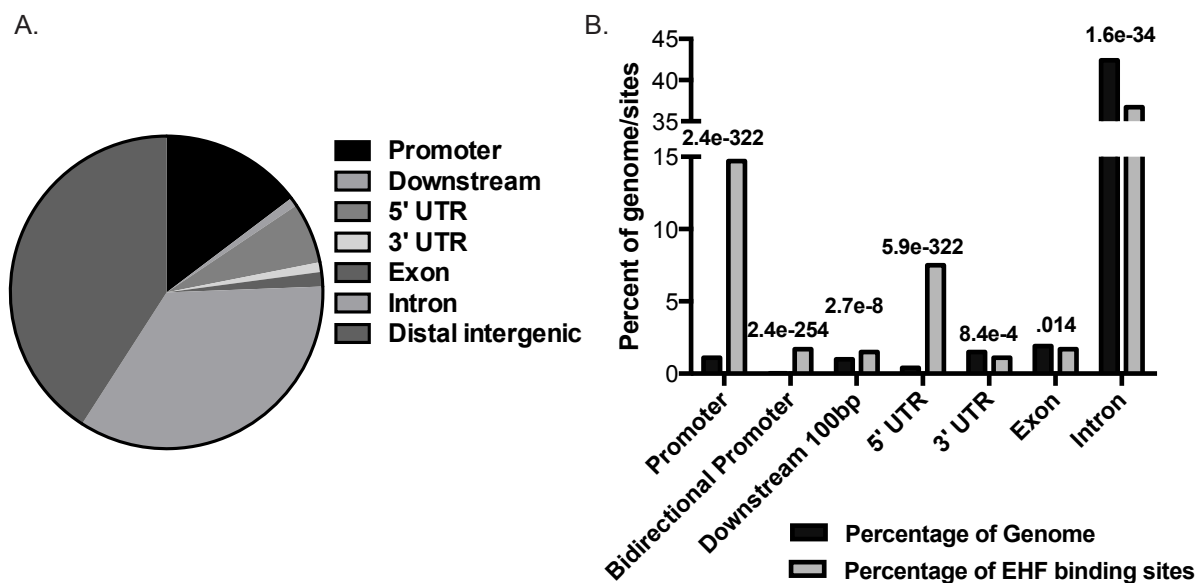 A.
Promoter
Downstream
5' UTR
3' UTR
Exon
Intron
Distal intergenic
B.
Percent of genome/sites
45
40
35
15
10
5
0
2.4e-322
2.4e-254
2.7e-8
5.9e-322
8.4e-4
.014
1.6e-34
Promoter
Bidirectional Promoter
Downstream 100bp
5' UTR
3' UTR
Exon
Intron
Percentage of Genome
Percentage of EHF binding sites